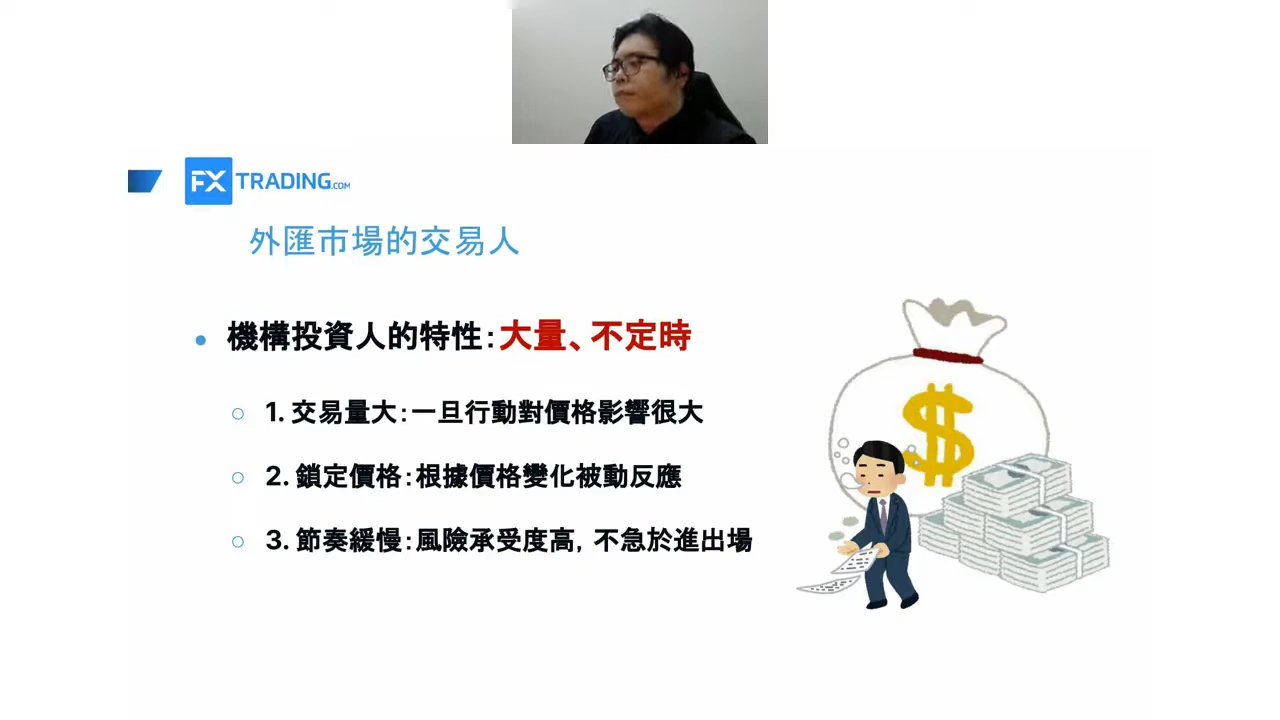 FX TRADING.COM
外匯市場的交易人
• 機構投資人的特性：大量、不定時
○ 1. 交易量大：一旦行動對價格影響很大
○ 2. 鎖定價格：根據價格變化被動反應
○ 3. 節奏緩慢：風險承受度高，不急於進出場
$